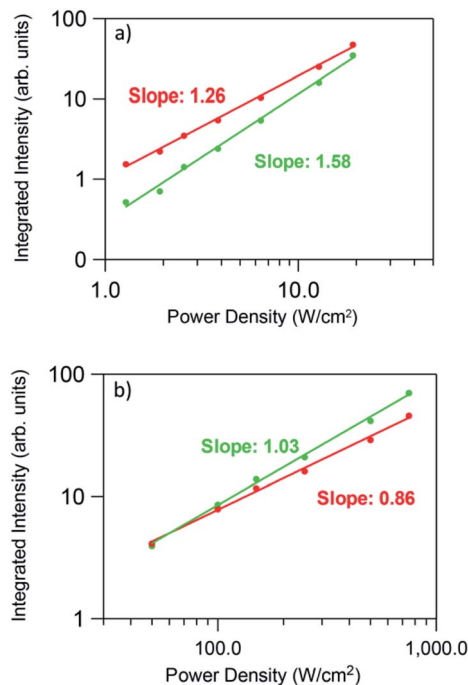 a)
Integrated Intensity (arb. units)
100
10
1
0
Slope: 1.26
Slope: 1.58
1.0
10.0
Power Density (W/cm²)
b)
Integrated Intensity (arb. units)
100
10
1
Slope: 1.03
Slope: 0.86
100.0
1,000.0
Power Density (W/cm²)